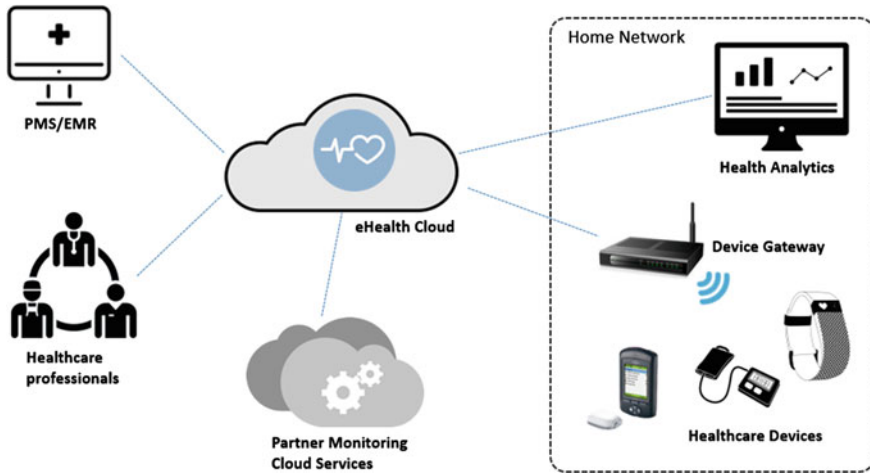 Home Network
PMS/EMR
Health Analytics
eHealth Cloud
Device Gateway
Healthcare
professionals
Partner Monitoring
Cloud Services
Healthcare Devices